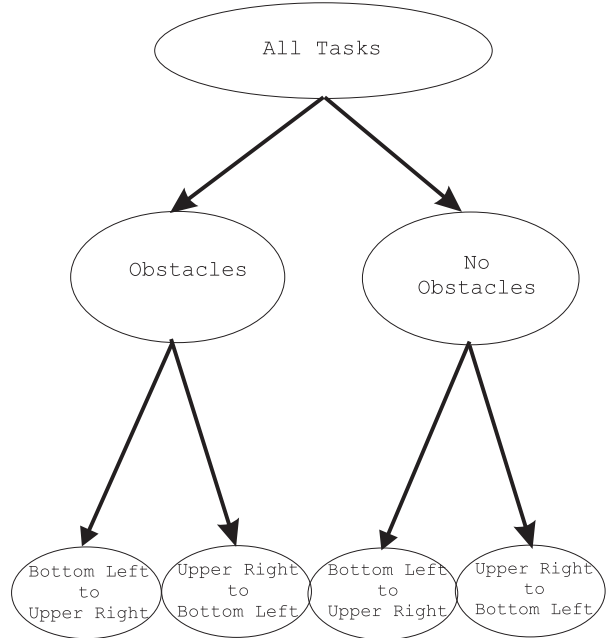 All Tasks
Obstacles
No
Obstacles
Bottom Left
to
Upper Right
Upper Right
to
Bottom Left
Bottom Left
to
Upper Right
Upper Right
to
Bottom Left